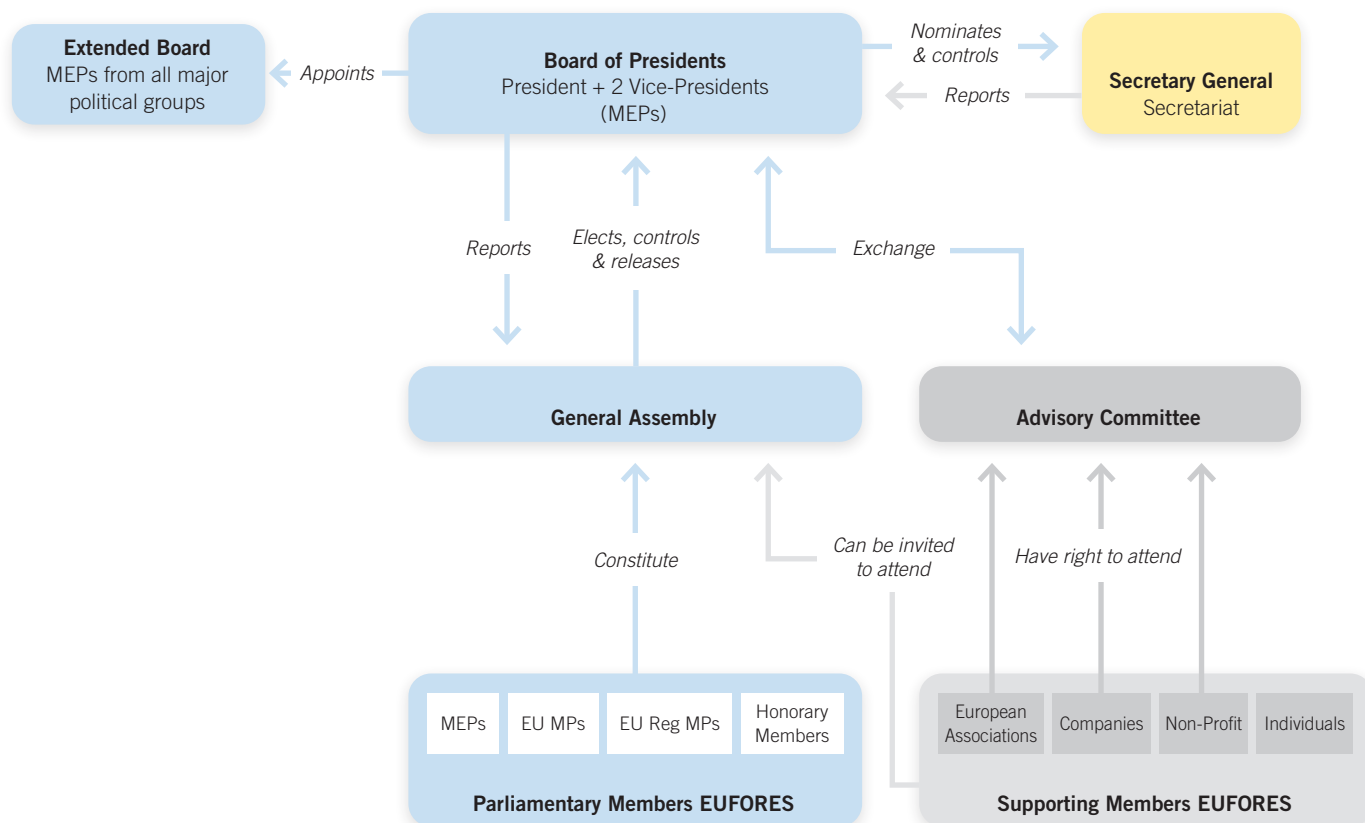 Extended Board
MEPs from all major
political groups
Appoints
Board of Presidents
President + 2 Vice-Presidents
(MEPs)
Nominates
& controls
Reports
Secretary General
Secretariat
Reports
Elects, controls
& releases
Exchange
General Assembly
Advisory Committee
Constitute
Can be invited
to attend
Have right to attend
MEPs
EU MPs
EU Reg MPs
Honorary
Members
Parliamentary Members EUFORES
European
Associations
Companies
Non-Profit
Individuals
Supporting Members EUFORES